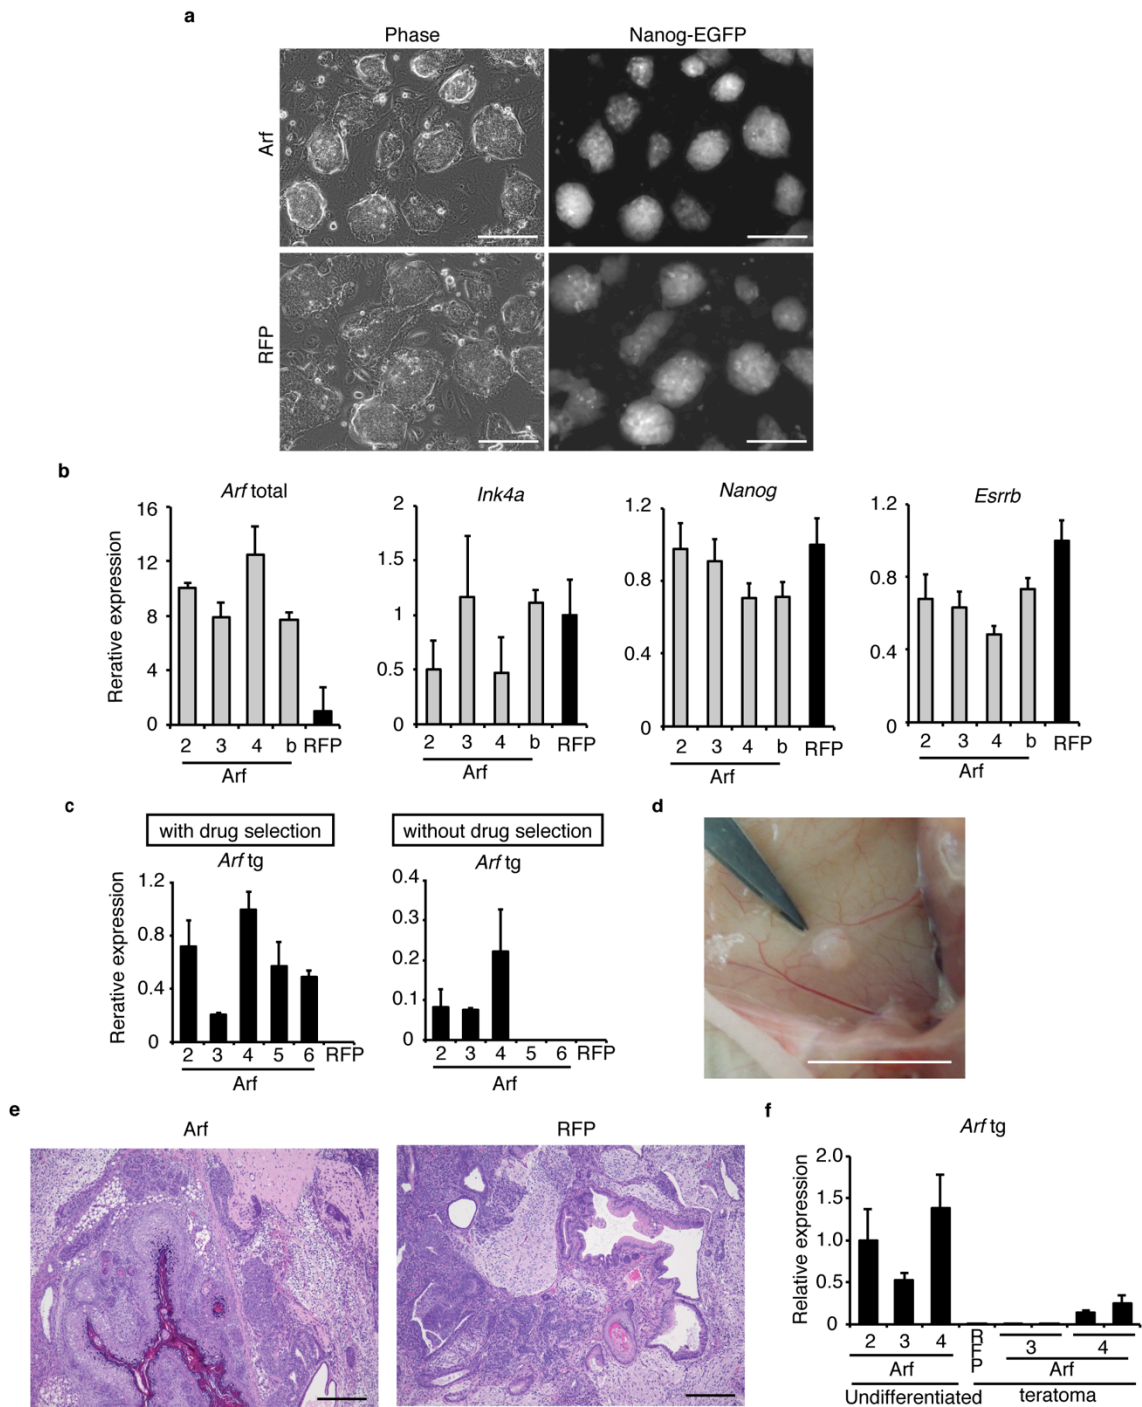 a
Phase Nanog-EGFP
Arf
RFP
b
Arf total Ink4a Nanog Esrrb
Rerative expression
16
12
8
4
0
2 3 4 b RFP
Arf
2
1.5
1
0.5
0
2 3 4 b RFP
Arf
1.2
0.8
0.4
0
2 3 4 b RFP
Arf
1.2
0.8
0.4
0
2 3 4 b RFP
Arf
c
with drug selection
Arf tg
Rerative expression
1.2
0.8
0.4
0
2 3 4 5 6 RFP
Arf
without drug selection
Arf tg
0.4
0.3
0.2
0.1
0
2 3 4 5 6 RFP
Arf
d
e
Arf RFP
f
Arf tg
Relative expression
2.0
1.5
1.0
0.5
0
2 3 4 RFP 3 4
Arf Arf
Undifferentiated teratoma